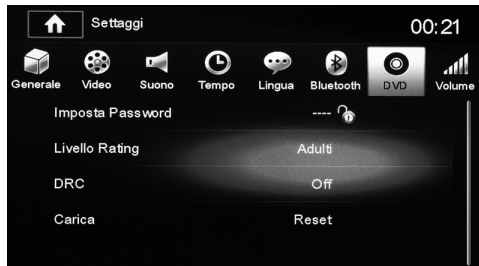 Settaggi 00:21
Generale Video Suono Tempo Lingua Bluetooth DVD Volume
Imposta Password ----
Livello Rating Adulti
DRC Off
Carica Reset